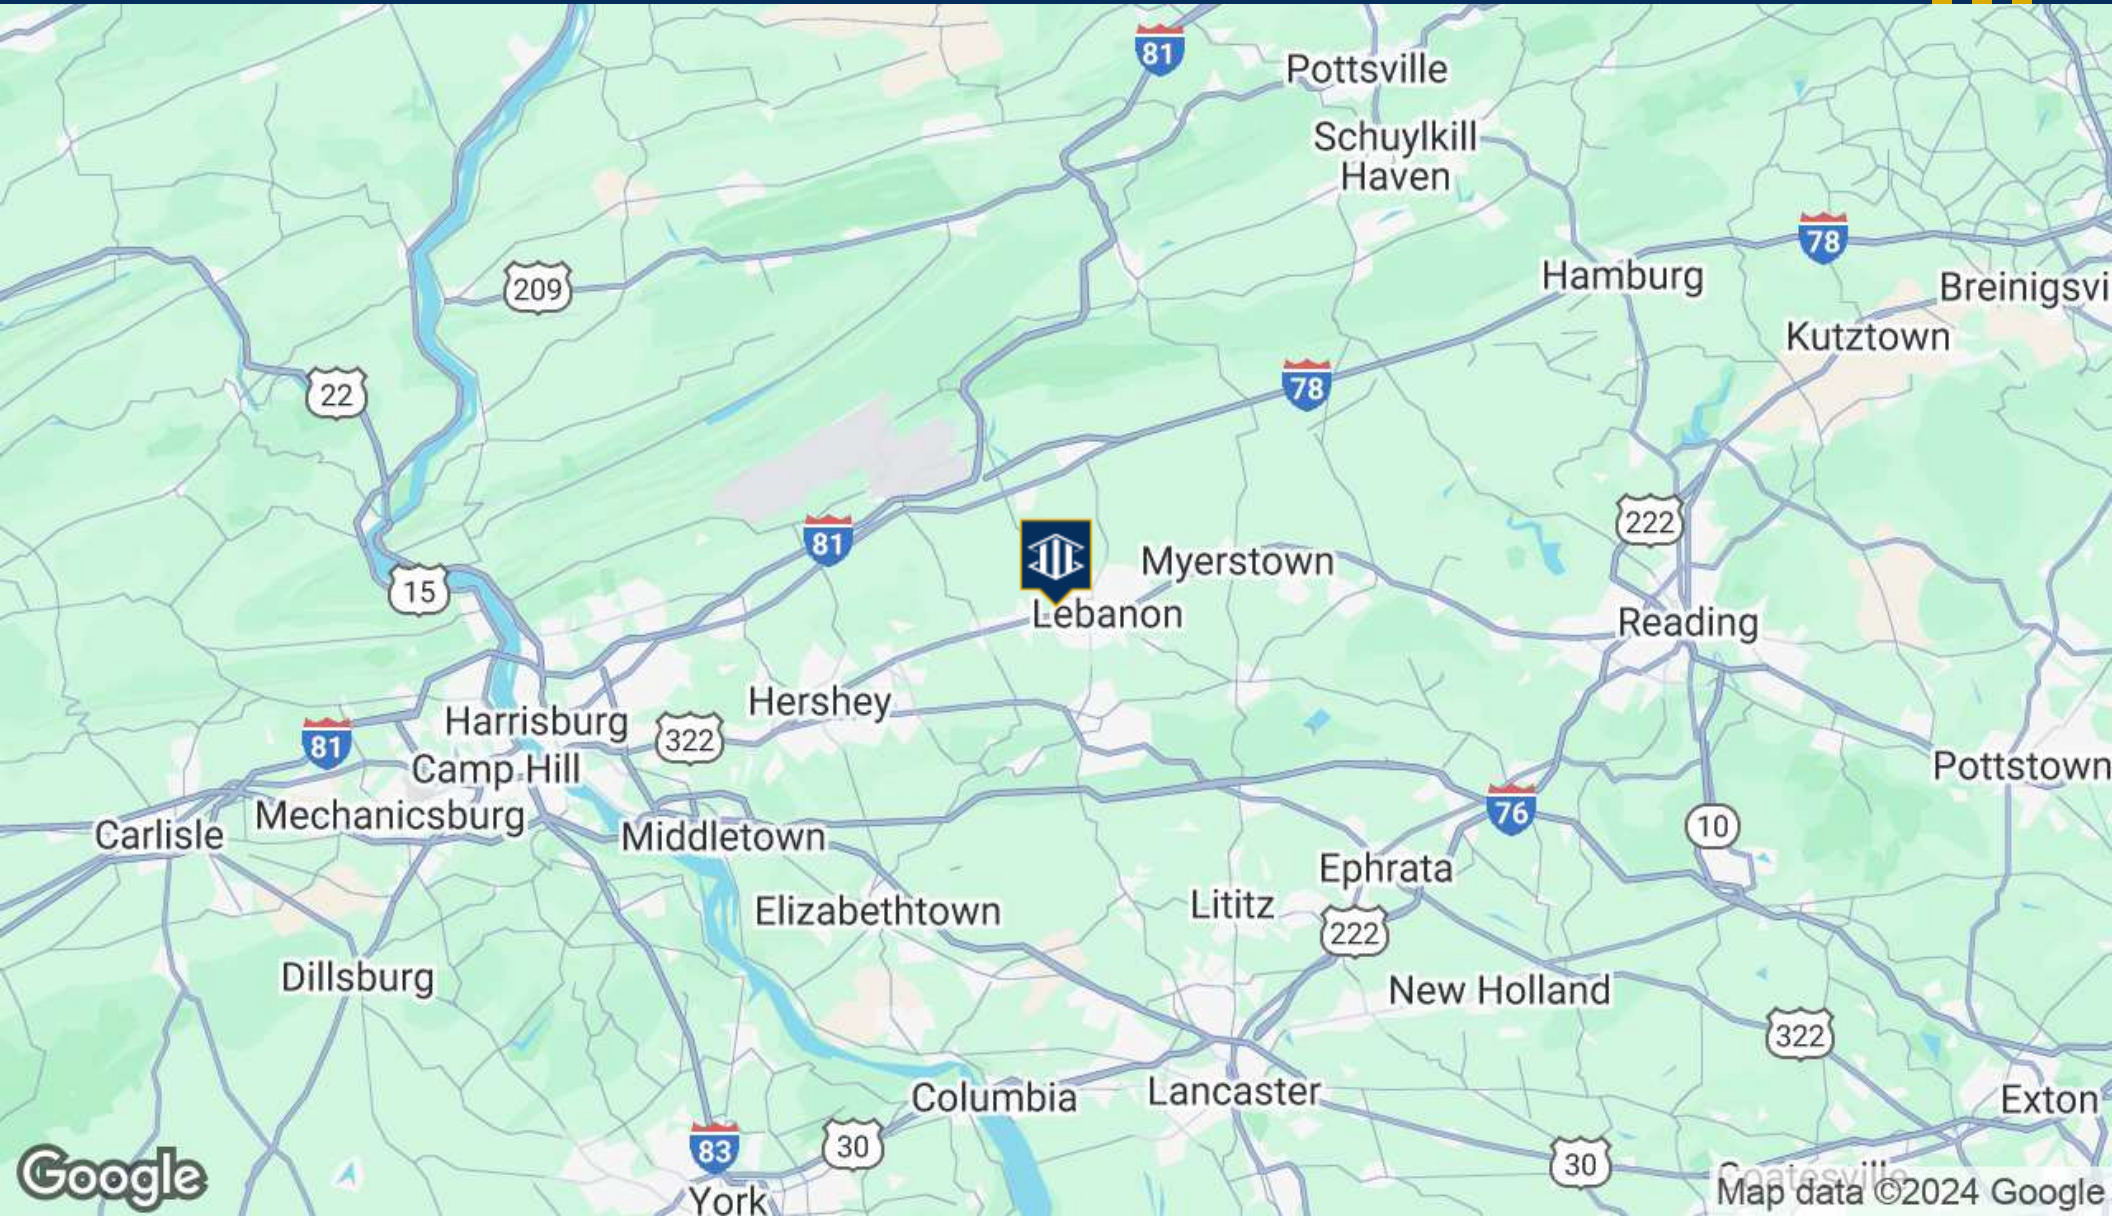 81
Pottsville
Schuylkill
Haven
78
209
Hamburg
Breinigsvi
Kutztown
22
78
222
81
15
Myerstown
Lebanon
Reading
Hershey
Harrisburg
322
81
Camp Hill
Pottstown
Mechanicsburg
Carlisle
Middletown
76
10
Ephrata
Elizabethtown
Lititz
222
Dillsburg
New Holland
322
Columbia
Lancaster
Exton
83
30
30
Google
Coatesville
York
Map data ©2024 Google